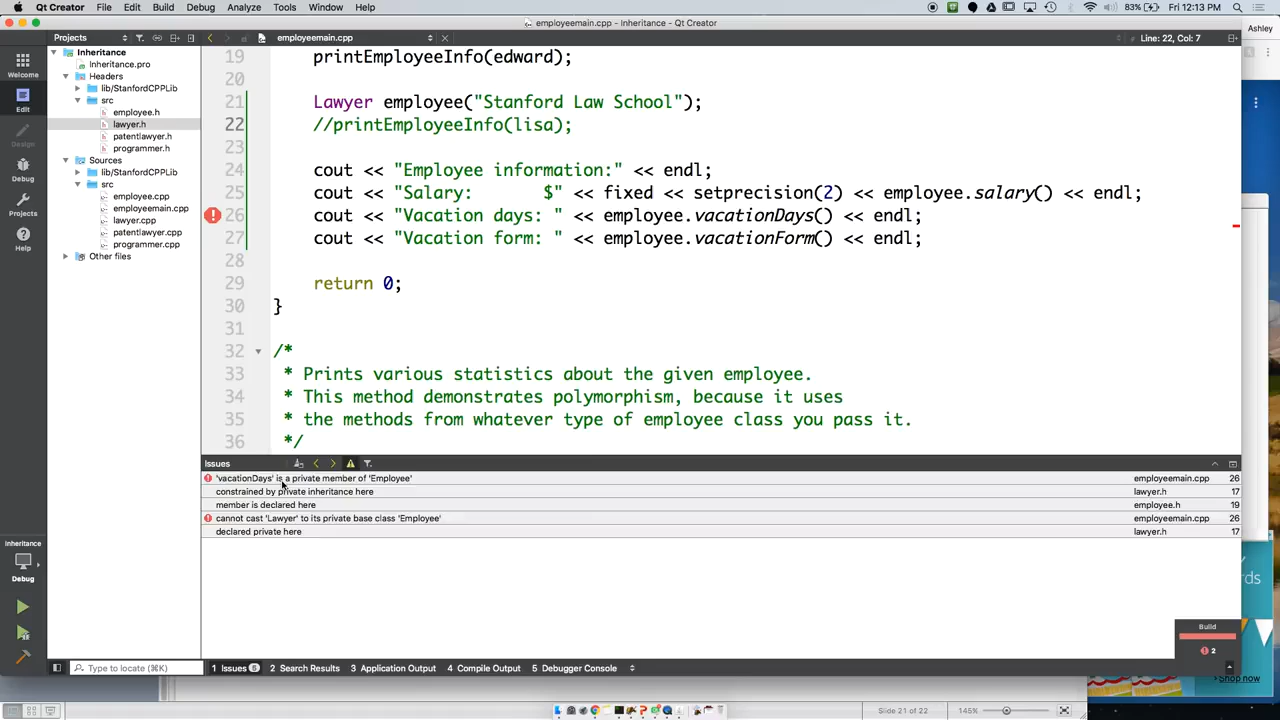 Qt Creator File Edit Build Debug Analyze Tools Window Help 83% Fri 12:13 PM
employeemain.cpp - Inheritance - Qt Creator
Ashley
Projects employeemain.cpp Line: 22, Col: 7
Welcome
Edit
Design
Debug
Projects
Help
Inheritance
Debug
Inheritance
Inheritance.pro
Headers
lib/StanfordCPPLib
src
employee.h
lawyer.h
patentlawyer.h
programmer.h
Sources
lib/StanfordCPPLib
src
employee.cpp
employeemain.cpp
lawyer.cpp
patentlawyer.cpp
programmer.cpp
Other files
19 printEmployeeInfo(edward);
20
21 Lawyer employee("Stanford Law School");
22 //printEmployeeInfo(lisa);
23
24 cout << "Employee information:" << endl;
25 cout << "Salary: $" << fixed << setprecision(2) << employee.salary() << endl;
26 cout << "Vacation days: " << employee.vacationDays() << endl;
27 cout << "Vacation form: " << employee.vacationForm() << endl;
28
29 return 0;
30 }
31
32 /*
33 * Prints various statistics about the given employee.
34 * This method demonstrates polymorphism, because it uses
35 * the methods from whatever type of employee class you pass it.
36 */
Issues
'vacationDays' is a private member of 'Employee' employeemain.cpp 26
constrained by private inheritance here lawyer.h 17
member is declared here employee.h 19
cannot cast 'Lawyer' to its private base class 'Employee' employeemain.cpp 26
declared private here lawyer.h 17
rds
Build
2
Shop now
Type to locate (⌘K) 1 Issues 5 2 Search Results 3 Application Output 4 Compile Output 5 Debugger Console
Slide 21 of 22 145%